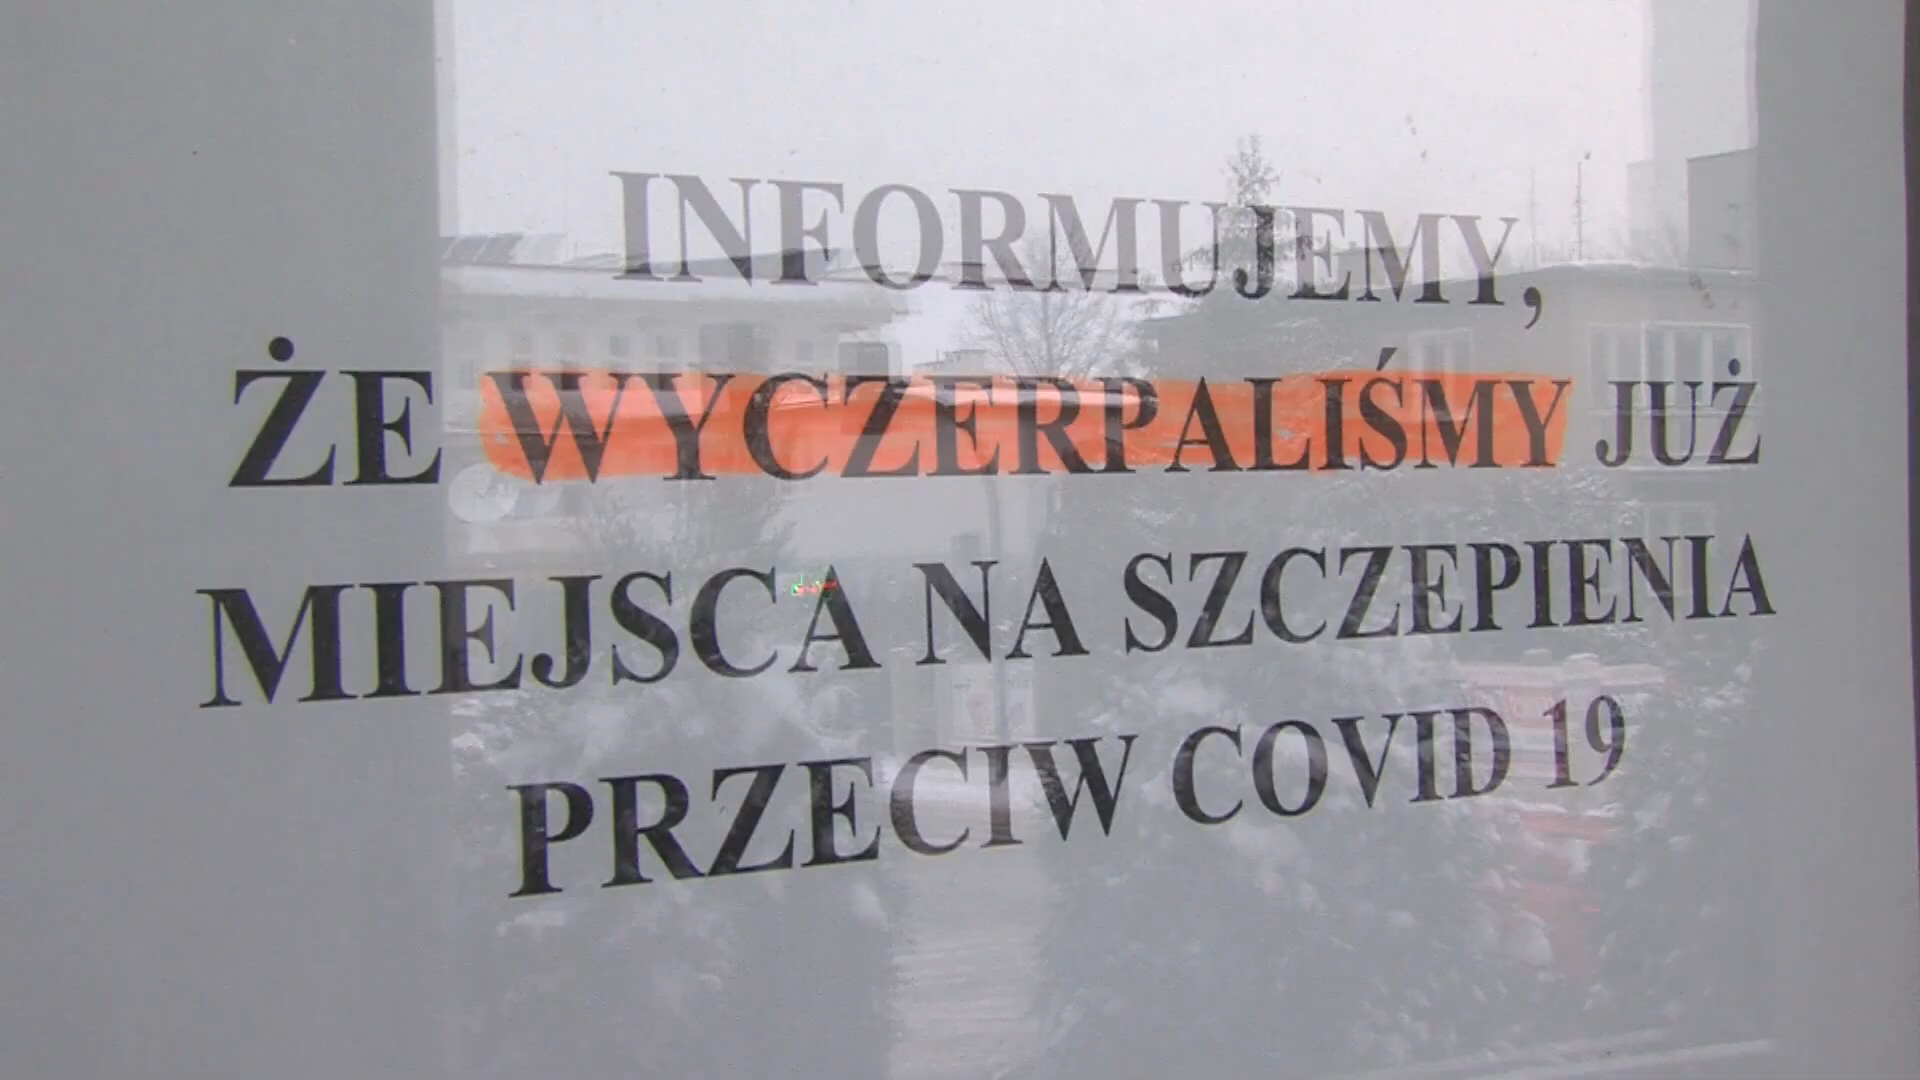 INFORMUJEMY,
ŻE WYCZERPALIŚMY JUŻ
MIEJSCA NA SZCZEPIENIA
PRZECIW COVID 19